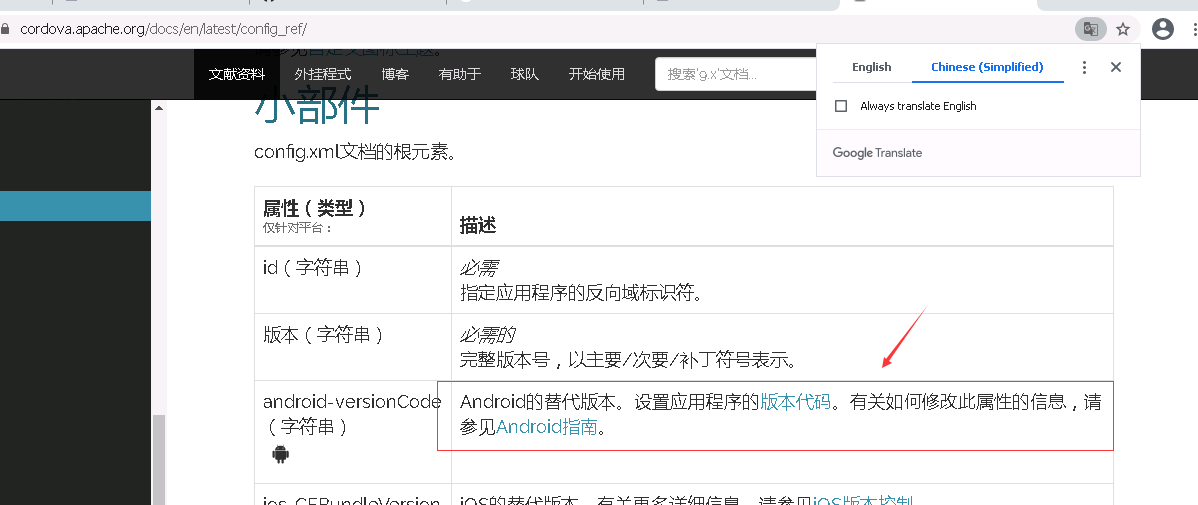 cordova.apache.org/docs/en/latest/config_ref/
文献资料 外挂程式 博客 有助于 球队 开始使用 搜索'g.x'文档...
English Chinese (Simplified)
Always translate English
Google Translate
小部件
config.xml文档的根元素。
属性（类型）
仅针对平台：
描述
id（字符串）
必需
指定应用程序的反向域标识符。
版本（字符串）
必需的
完整版本号，以主要/次要/补丁符号表示。
android-versionCode
（字符串）
Android的替代版本。设置应用程序的版本代码。有关如何修改此属性的信息，请
参见Android指南。
ios-CFBundleVersion
iOS的替代版本。有关更多详细信息，请参见iOS版本控制